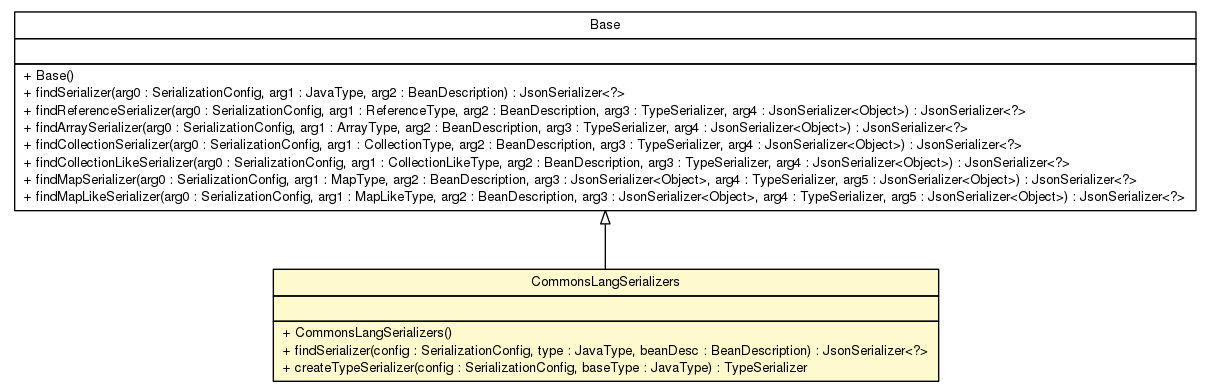 Base
+ Base()
+ findSerializer(arg0 : SerializationConfig, arg1 : JavaType, arg2 : BeanDescription) : JsonSerializer<?>
+ findReferenceSerializer(arg0 : SerializationConfig, arg1 : ReferenceType, arg2 : BeanDescription, arg3 : TypeSerializer, arg4 : JsonSerializer<Object>) : JsonSerializer<?>
+ findArraySerializer(arg0 : SerializationConfig, arg1 : ArrayType, arg2 : BeanDescription, arg3 : TypeSerializer, arg4 : JsonSerializer<Object>) : JsonSerializer<?>
+ findCollectionSerializer(arg0 : SerializationConfig, arg1 : CollectionType, arg2 : BeanDescription, arg3 : TypeSerializer, arg4 : JsonSerializer<Object>) : JsonSerializer<?>
+ findCollectionLikeSerializer(arg0 : SerializationConfig, arg1 : CollectionLikeType, arg2 : BeanDescription, arg3 : TypeSerializer, arg4 : JsonSerializer<Object>) : JsonSerializer<?>
+ findMapSerializer(arg0 : SerializationConfig, arg1 : MapType, arg2 : BeanDescription, arg3 : JsonSerializer<Object>, arg4 : TypeSerializer, arg5 : JsonSerializer<Object>) : JsonSerializer<?>
+ findMapLikeSerializer(arg0 : SerializationConfig, arg1 : MapLikeType, arg2 : BeanDescription, arg3 : JsonSerializer<Object>, arg4 : TypeSerializer, arg5 : JsonSerializer<Object>) : JsonSerializer<?>
CommonsLangSerializers
+ CommonsLangSerializers()
+ findSerializer(config : SerializationConfig, type : JavaType, beanDesc : BeanDescription) : JsonSerializer<?>
+ createTypeSerializer(config : SerializationConfig, baseType : JavaType) : TypeSerializer